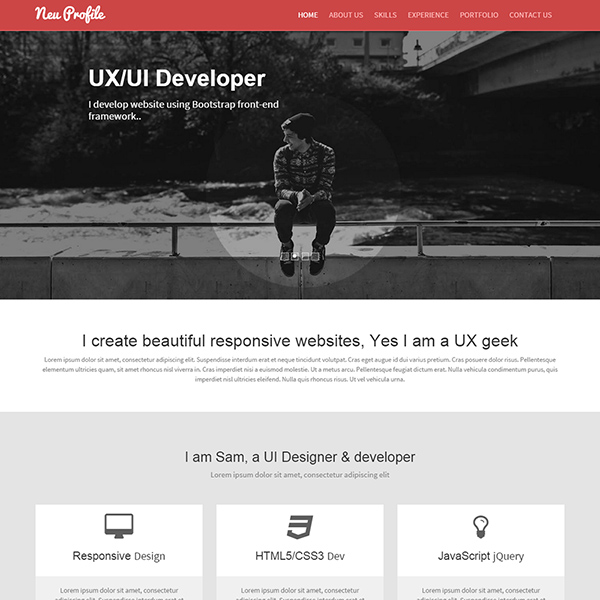 Neu Profile
HOME ABOUT US SKILLS EXPERIENCE PORTFOLIO CONTACT US
UX/UI Developer
I develop website using Bootstrap front-end
framework..
I create beautiful responsive websites, Yes I am a UX geek
Lorem ipsum dolor sit amet, consectetur adipiscing elit. Suspendisse interdum erat et neque tincidunt volutpat. Cras eget augue id dui varius pretium. Cras posuere dolor risus. Pellentesque
elementum ultricies quam, sit amet rhoncus nisl viverra in. Cras imperdiet nisi a euismod molestie. Ut a metus arcu. Pellentesque feugiat dictum erat. Nulla vehicula condimentum purus, quis
imperdiet nisl ultricies eleifend. Nulla quis rhoncus risus. Ut vel vehicula urna.
I am Sam, a UI Designer & developer
Lorem ipsum dolor sit amet, consectetur adipiscing elit
Responsive Design
HTML5/CSS3 Dev
JavaScript jQuery
Lorem ipsum dolor sit amet, consectetur
Lorem ipsum dolor sit amet, consectetur
Lorem ipsum dolor sit amet, consectetur